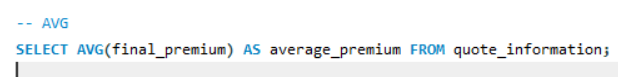 -- AVG
SELECT AVG(final_premium) AS average_premium FROM quote_information;